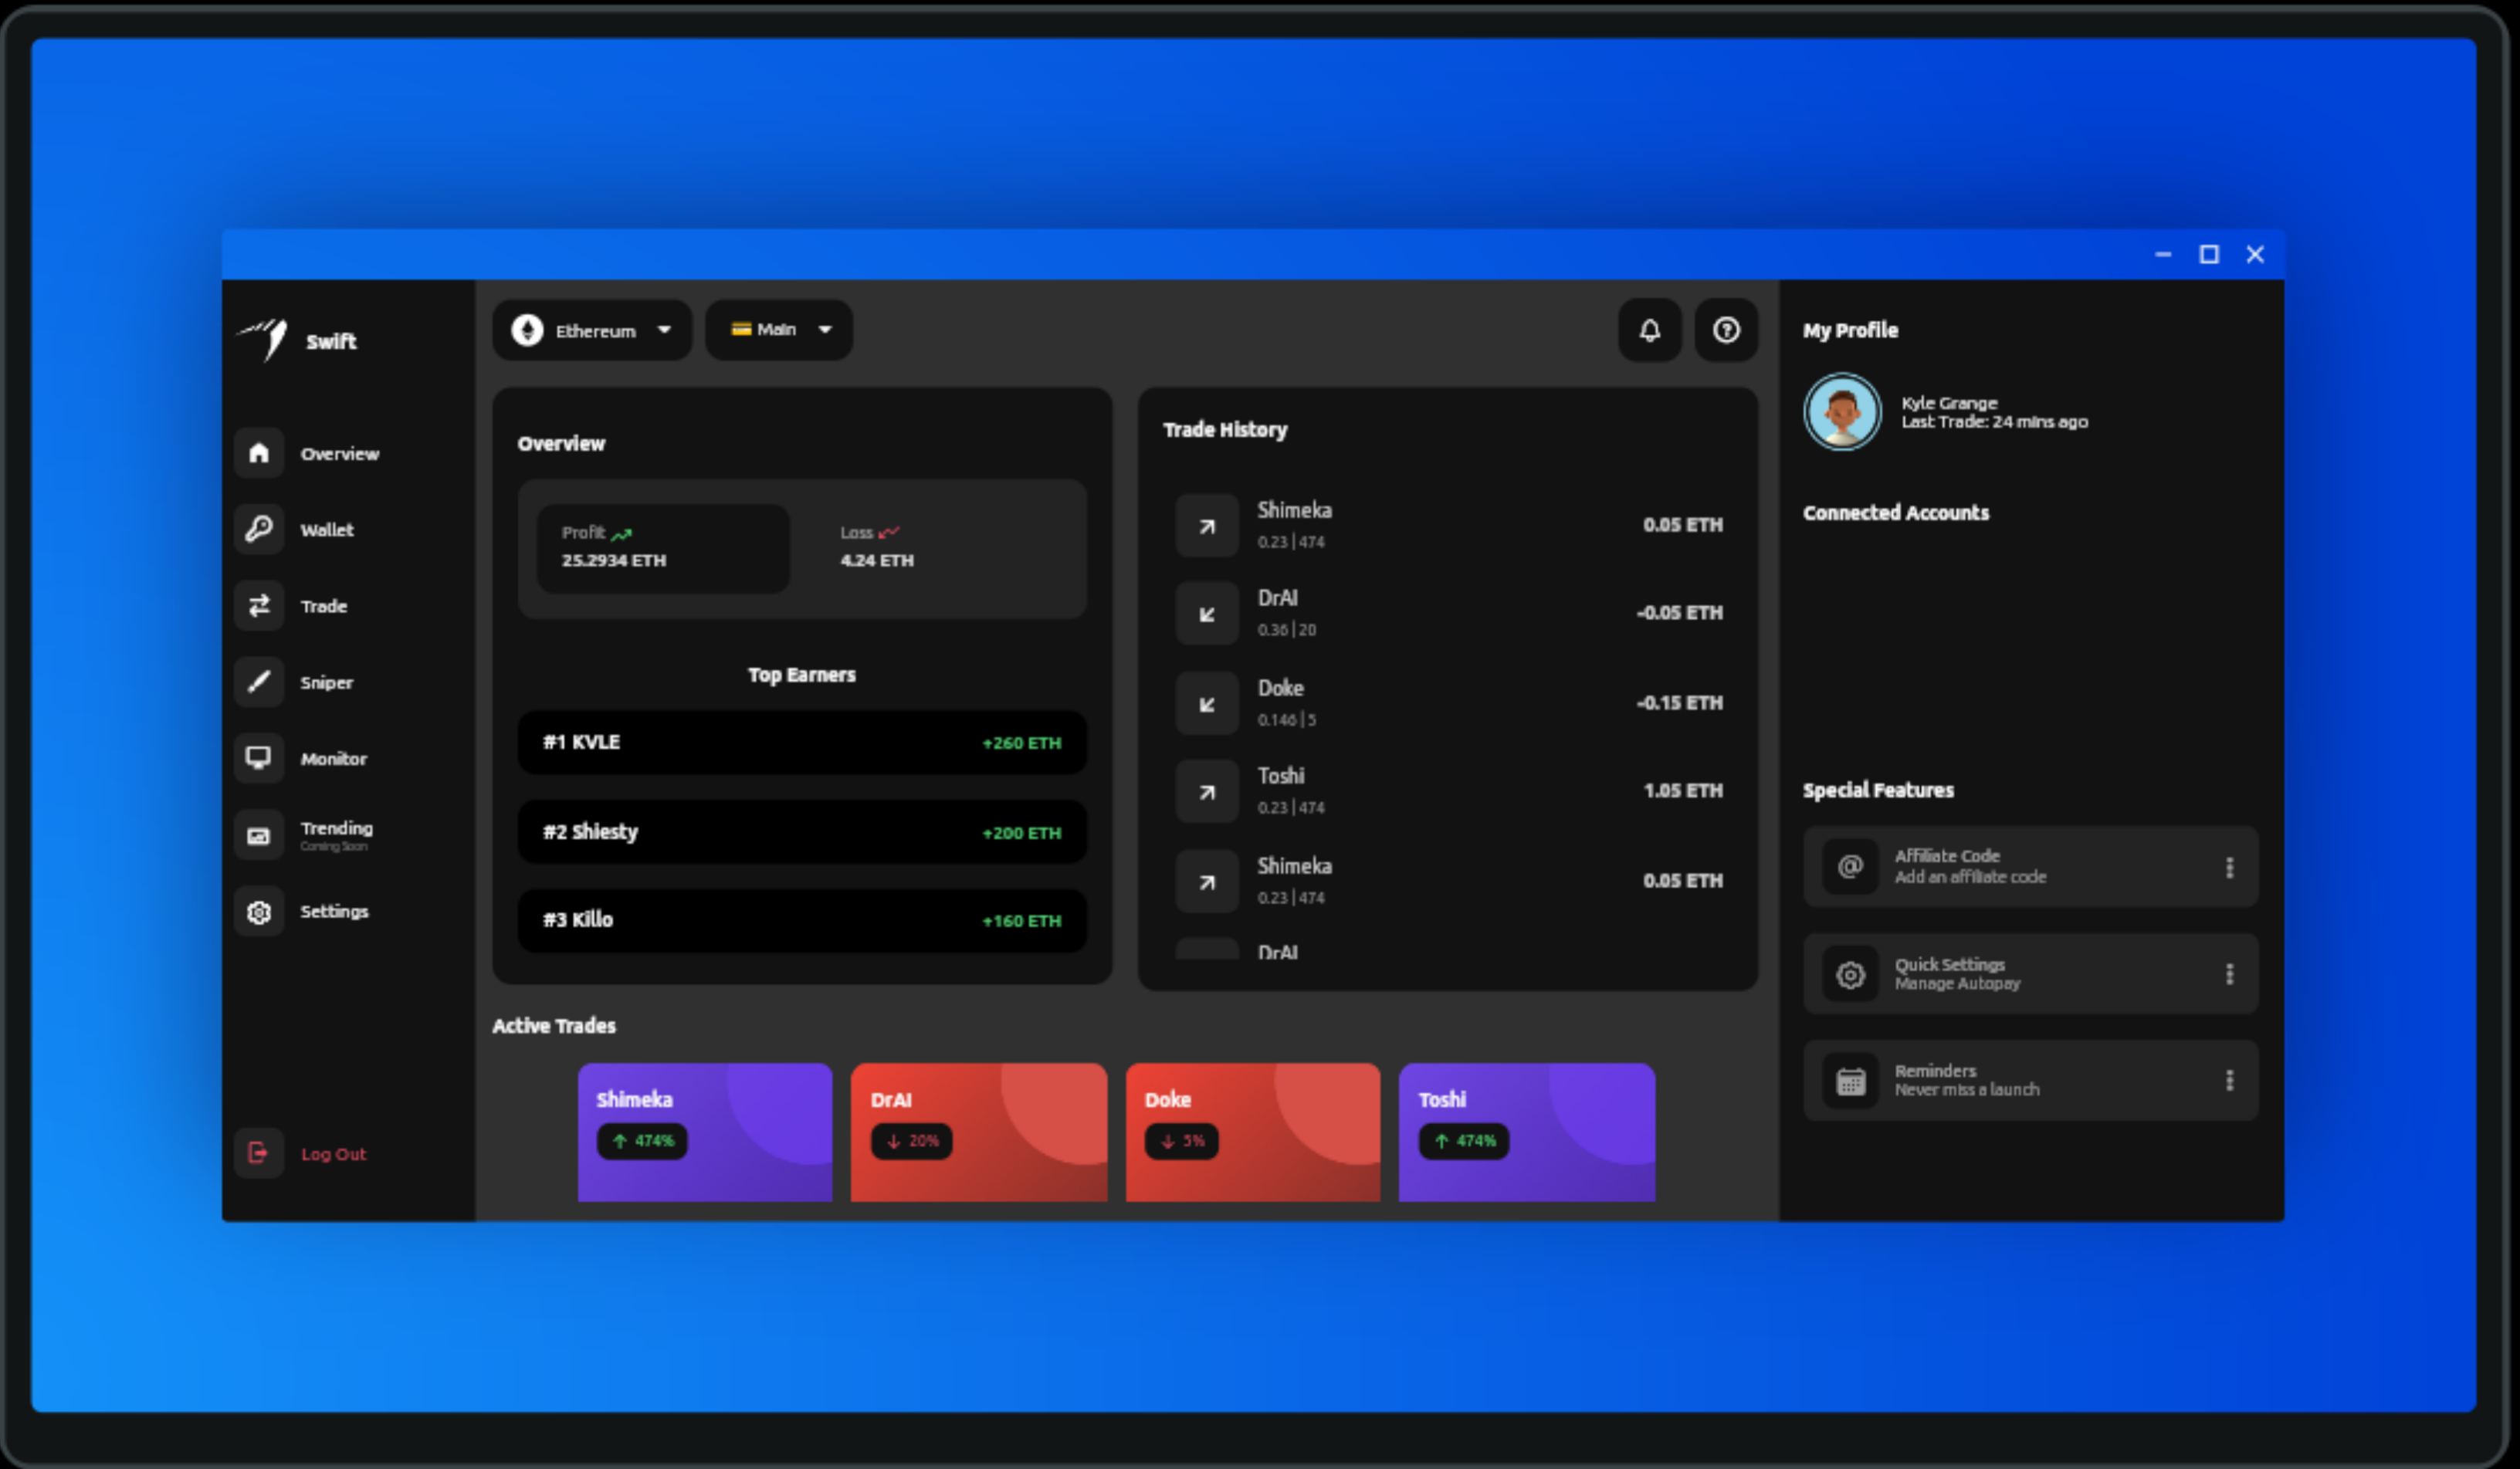 Swift
Overview
Wallet
Trade
Sniper
Monitor
Trending
Coming Soon
Settings
Log Out
Ethereum
Main
Overview
Profit
25.2934 ETH
Loss
4.24 ETH
Top Earners
#1 KVLE
+260 ETH
#2 Shiesty
+200 ETH
#3 Killo
+160 ETH
Trade History
Shimeka
0.23 | 474
0.05 ETH
DrAI
0.36 | 20
-0.05 ETH
Doke
0.146 | 5
-0.15 ETH
Toshi
0.23 | 474
1.05 ETH
Shimeka
0.23 | 474
0.05 ETH
DrAI
Active Trades
Shimeka
↑ 474%
DrAI
↓ 20%
Doke
↓ 5%
Toshi
↑ 474%
My Profile
Kyle Grange
Last Trade: 24 mins ago
Connected Accounts
Special Features
@
Affiliate Code
Add an affiliate code
Quick Settings
Manage Autopay
Reminders
Never miss a launch